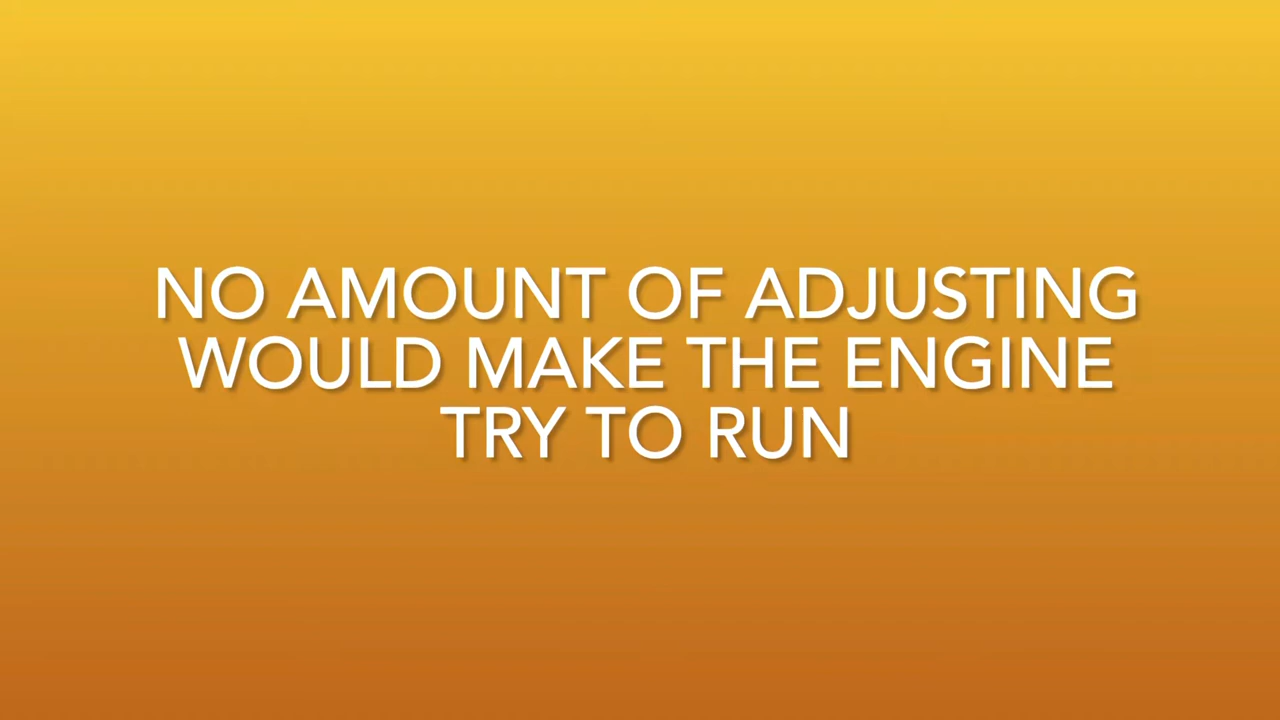 NO AMOUNT OF ADJUSTING
WOULD MAKE THE ENGINE
TRY TO RUN